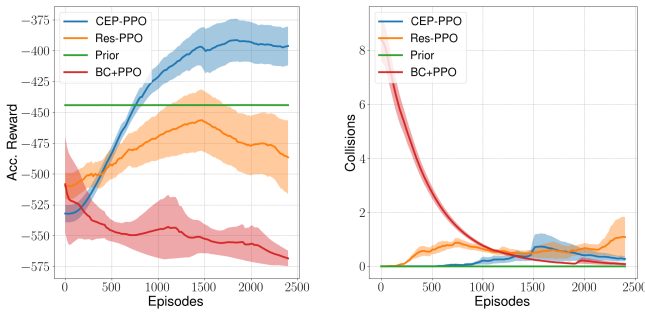 CEP-PPO
Res-PPO
Prior
BC+PPO
−375
−400
−425
−450
−475
−500
−525
−550
−575
Acc. Reward
0 500 1000 1500 2000 2500
Episodes
CEP-PPO
Res-PPO
Prior
BC+PPO
8
6
4
2
0
Collisions
0 500 1000 1500 2000 2500
Episodes